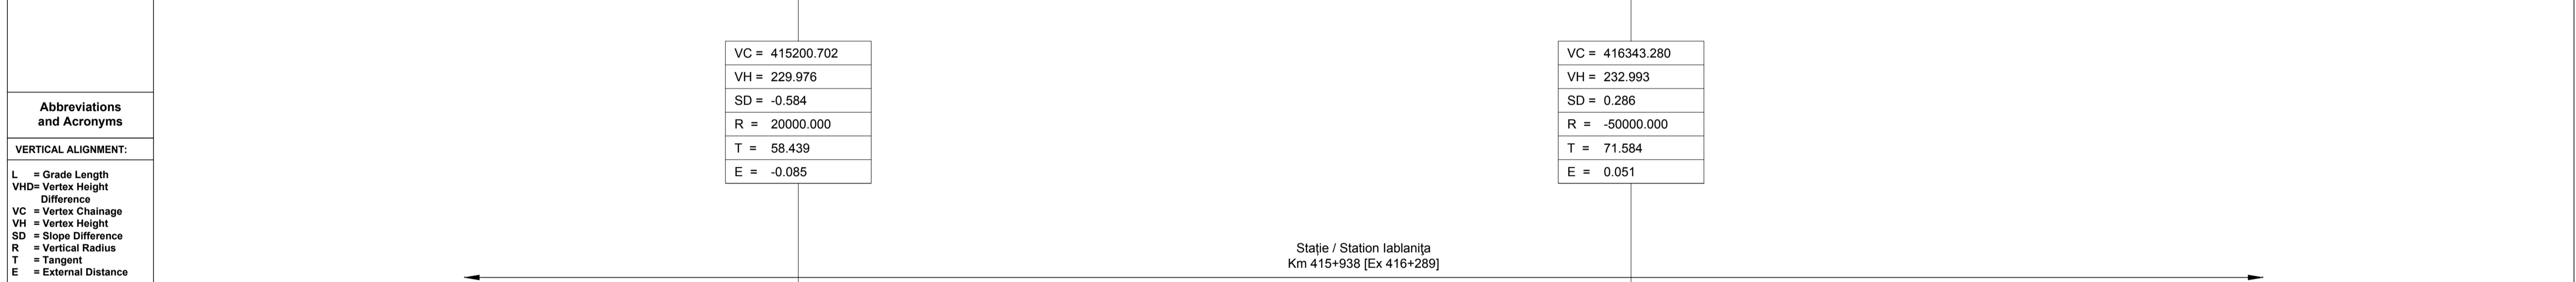 Abbreviations
and Acronyms
VERTICAL ALIGNMENT:
L = Grade Length
VHD= Vertex Height
Difference
VC = Vertex Chainage
VH = Vertex Height
SD = Slope Difference
R = Vertical Radius
T = Tangent
E = External Distance
VC = 415200.702
VH = 229.976
SD = -0.584
R = 20000.000
T = 58.439
E = -0.085
VC = 416343.280
VH = 232.993
SD = 0.286
R = -50000.000
T = 71.584
E = 0.051
Stație / Station Iablanița
Km 415+938 [Ex 416+289]